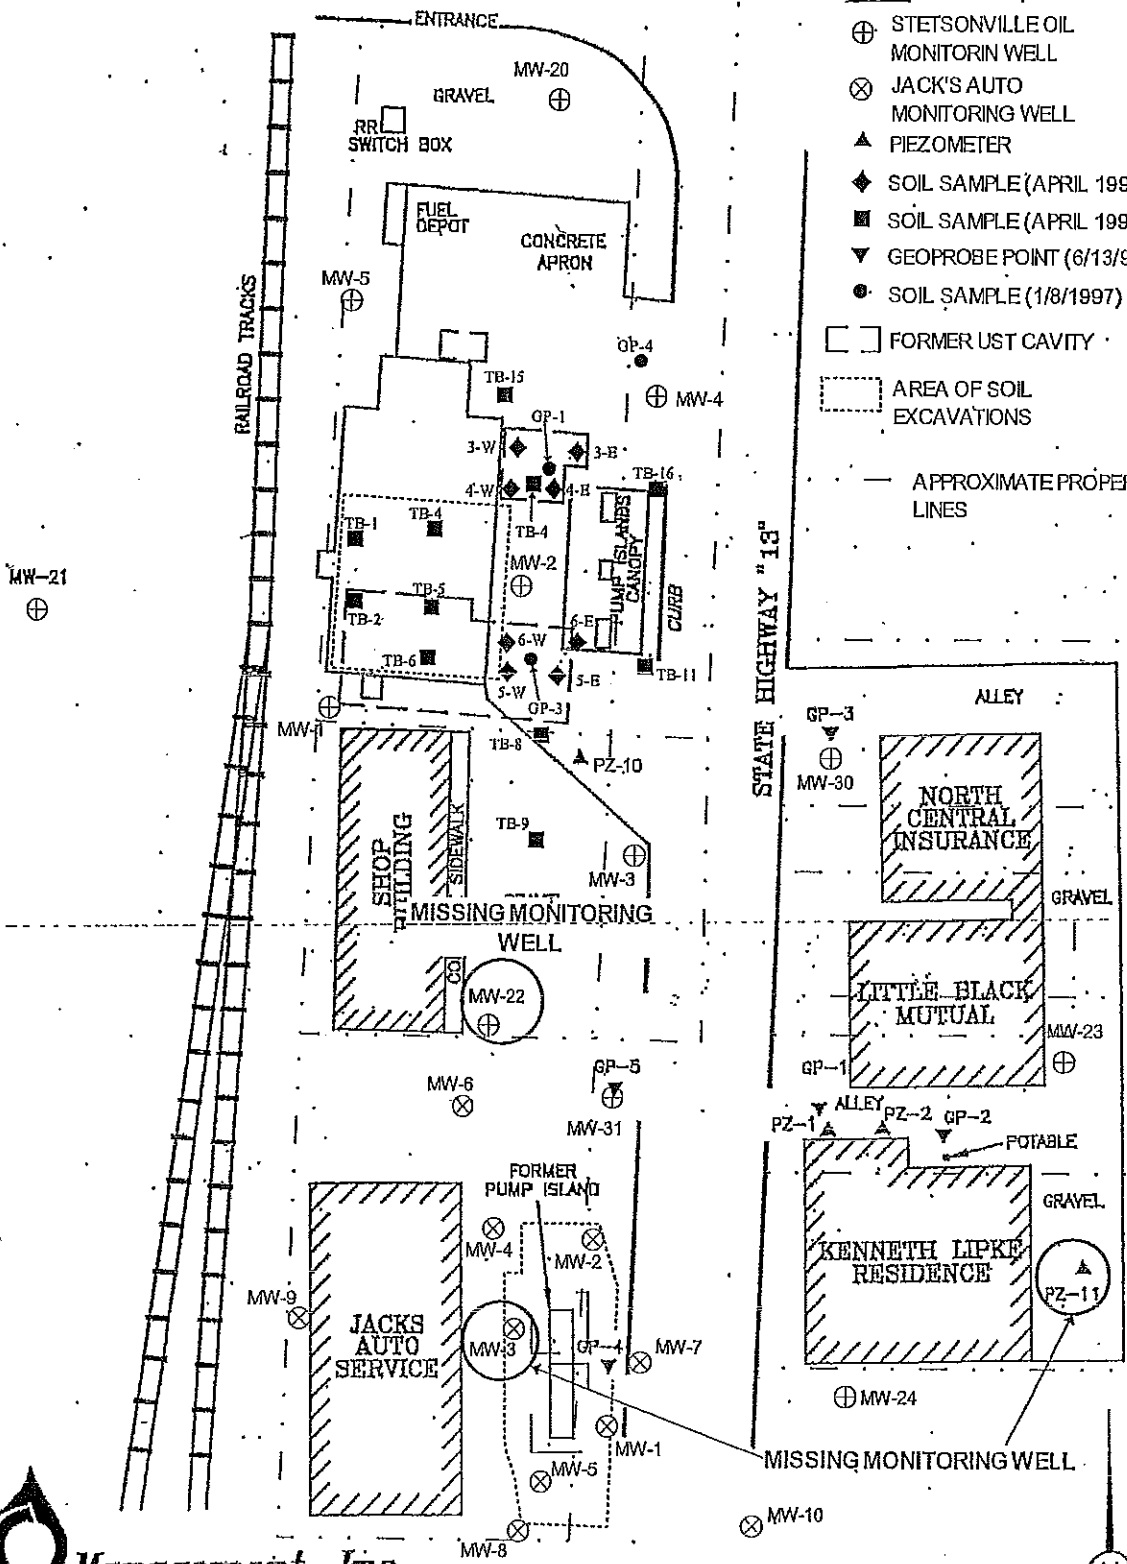 ENTRANCE
STETSONVILLE OIL
MONITORIN WELL
JACK'S AUTO
MONITORING WELL
PIEZOMETER
SOIL SAMPLE (APRIL 199
SOIL SAMPLE (APRIL 199
GEOPROBE POINT (6/13/9
SOIL SAMPLE (1/8/1997)
FORMER UST CAVITY
AREA OF SOIL
EXCAVATIONS
APPROXIMATE PROPER
LINES
MW-20
GRAVEL
RR
SWITCH BOX
FUEL
DEPOT
CONCRETE
APRON
MW-5
RAILROAD TRACKS
GP-4
TB-15
MW-4
GP-1
3-W
3-E
4-W
4-E
TB-16
TB-1
TB-4
TB-4
PUMP ISLANDS
CANOPY
CURB
STATE HIGHWAY "13"
MW-21
MW-2
TB-5
TB-2
6-E
6-W
TB-6
5-W
5-E
TB-11
GP-3
MW-1
TB-8
PZ-10
ALLEY
GP-3
MW-30
NORTH
CENTRAL
INSURANCE
SHOP
BUILDING
SIDEWALK
TB-9
MW-3
GRAVEL
MISSING MONITORING
WELL
CO
MW-22
LITTLE BLACK
MUTUAL
MW-23
MW-6
GP-5
MW-31
GP-1
ALLEY
PZ-1
PZ-2
GP-2
POTABLE
FORMER
PUMP ISLAND
GRAVEL
MW-4
MW-2
KENNETH LIPKE
RESIDENCE
PZ-11
MW-9
JACKS
AUTO
SERVICE
MW-3
GP-4
MW-7
MW-24
MW-1
MISSING MONITORING WELL
MW-5
MW-10
MW-8
Management, Inc.